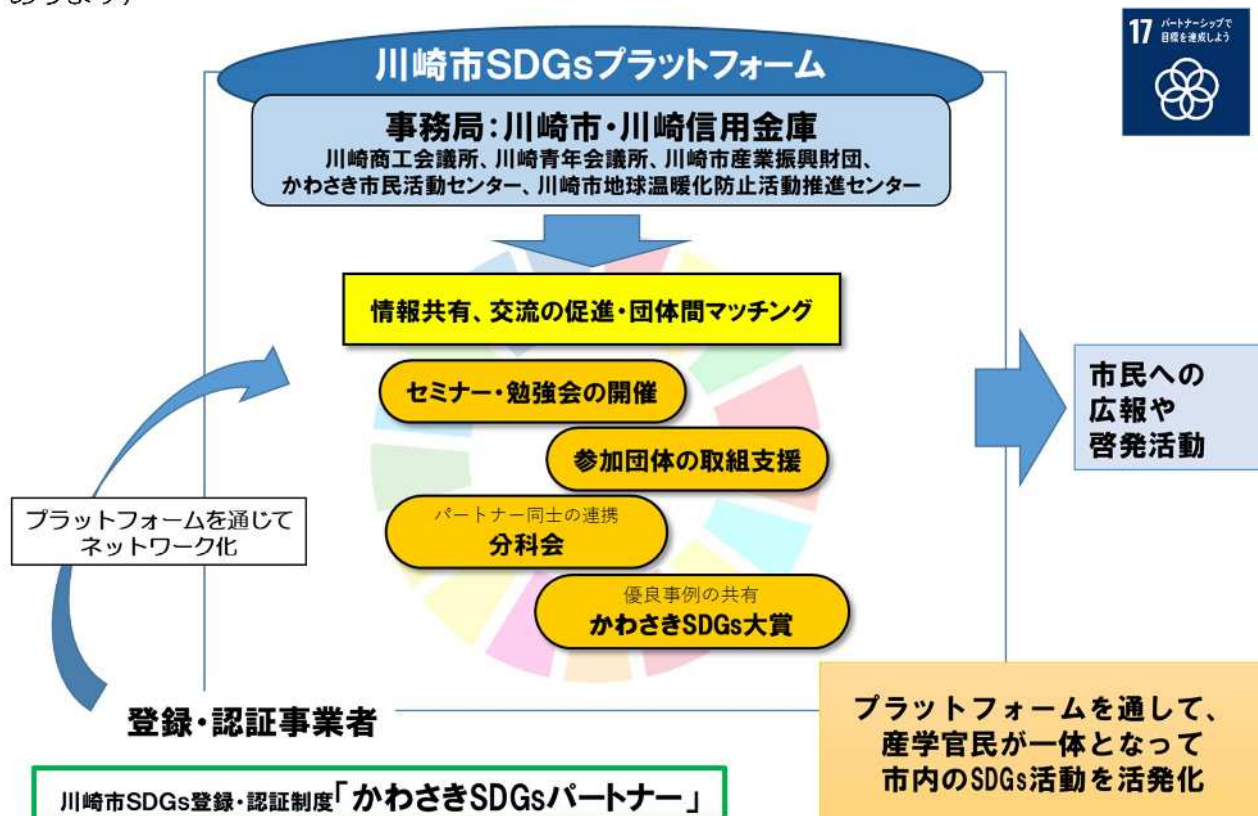 あります）
17 パートナーシップで
目標を達成しよう
川崎市SDGsプラットフォーム
事務局：川崎市・川崎信用金庫
川崎商工会議所、川崎青年会議所、川崎市産業振興財団、
かわさき市民活動センター、川崎市地球温暖化防止活動推進センター
情報共有、交流の促進・団体間マッチング
セミナー・勉強会の開催
参加団体の取組支援
パートナー同士の連携
分科会
優良事例の共有
かわさきSDGs大賞
市民への
広報や
啓発活動
プラットフォームを通じて
ネットワーク化
登録・認証事業者
川崎市SDGs登録・認証制度「かわさきSDGsパートナー」
プラットフォームを通して、
産学官民が一体となって
市内のSDGs活動を活発化